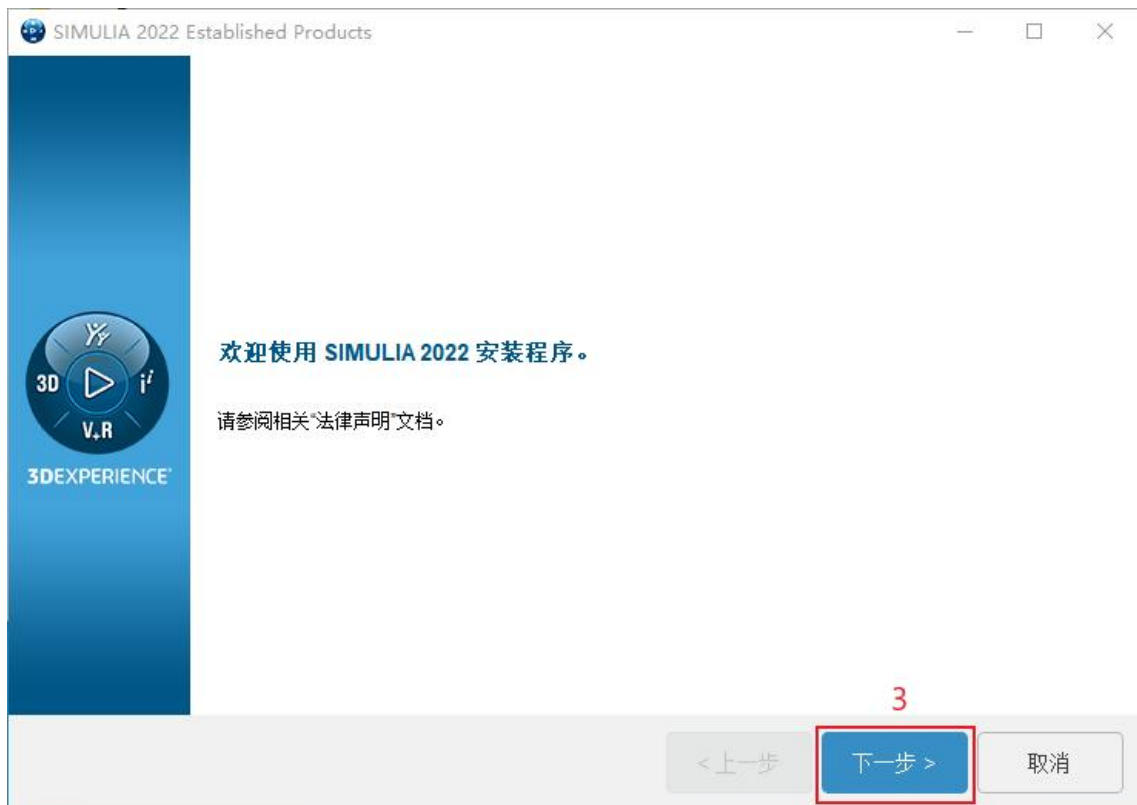 SIMULIA 2022 Established Products
欢迎使用 SIMULIA 2022 安装程序。
请参阅相关“法律声明”文档。
3D
i²
V₊R
3DEXPERIENCE
3
<上一步
下一步 >
取消